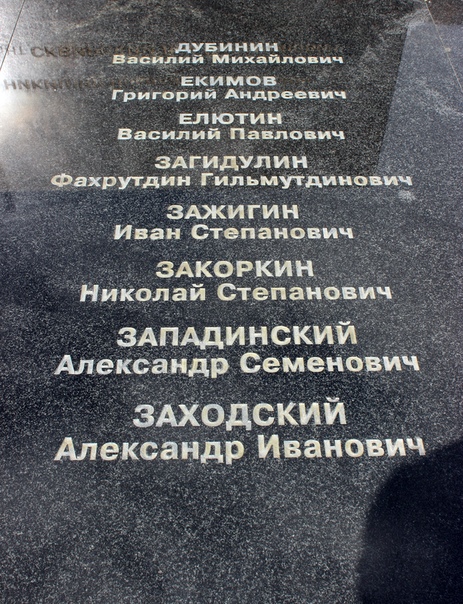 ДУБИНИН
Василий Михайлович
ЕКИМОВ
Григорий Андреевич
ЕЛЮТИН
Василий Павлович
ЗАГИДУЛИН
Фахрутдин Гильмутдинович
ЗАЖИГИН
Иван Степанович
ЗАКОРКИН
Николай Степанович
ЗАПАДИНСКИЙ
Александр Семенович
ЗАХОДСКИЙ
Александр Иванович